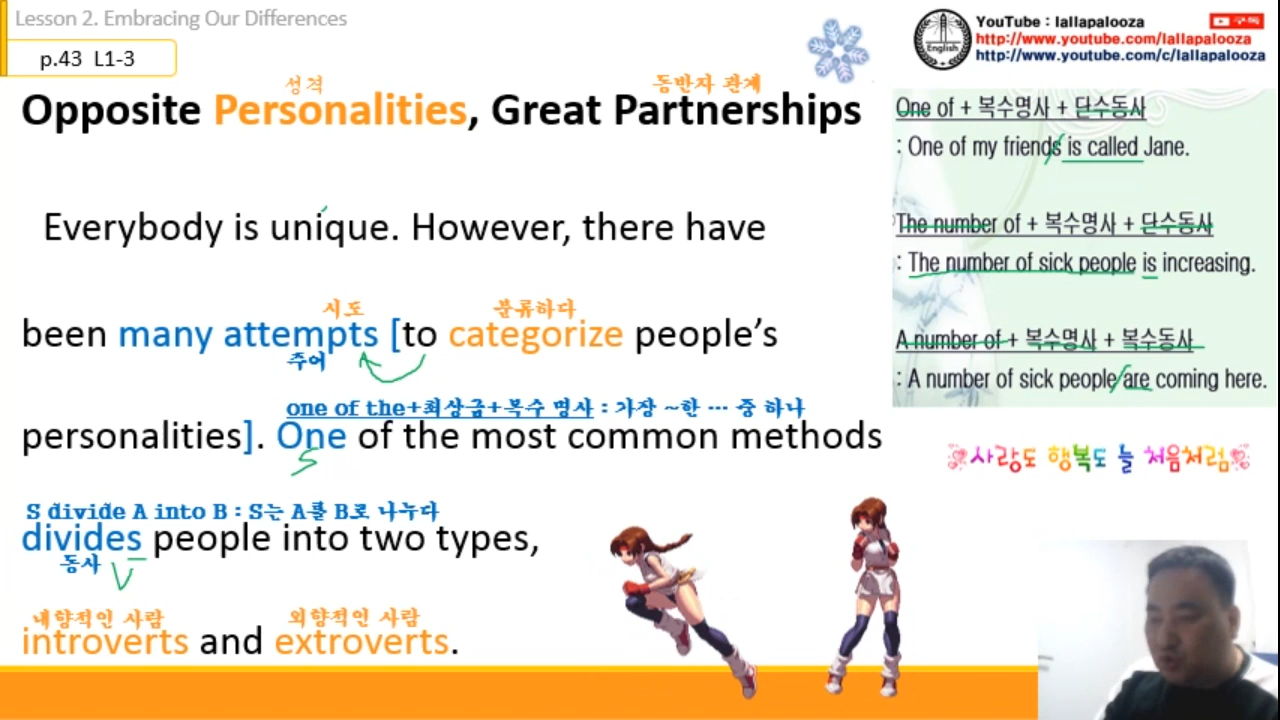 Lesson 2. Embracing Our Differences
p.43 L1-3
YouTube : lallapalooza
구독
http://www.youtube.com/lallapalooza
http://www.youtube.com/c/lallapalooza
English
성격
동반자 관계
Opposite Personalities, Great Partnerships
Everybody is unique. However, there have
시도
분류하다
been many attempts [to categorize people's
주어
one of the+최상급+복수 명사 : 가장 ~한 … 중 하나
personalities]. One of the most common methods
S
S divide A into B : S는 A를 B로 나누다
divides people into two types,
동사
V
내향적인 사람
외향적인 사람
introverts and extroverts.
One of + 복수명사 + 단수동사
: One of my friends is called Jane.
The number of + 복수명사 + 단수동사
: The number of sick people is increasing.
A number of + 복수명사 + 복수동사
: A number of sick people are coming here.
사랑도 행복도 늘 처음처럼